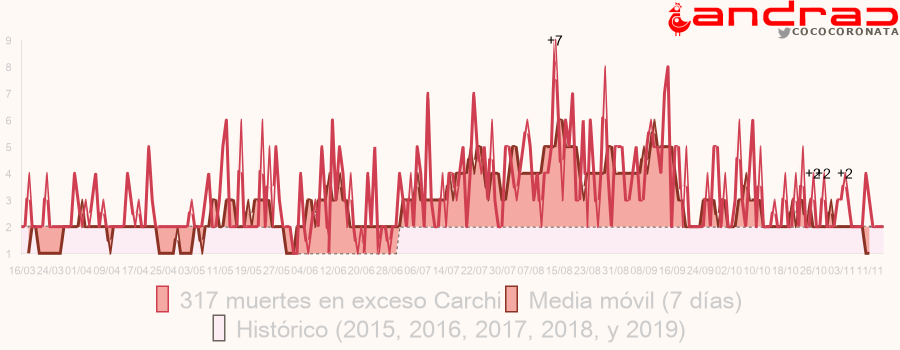 andrab
COCOCORONATA
9
8
7
6
5
4
3
2
1
+7
+2
+2
+2
16/03 24/03 01/04 09/04 17/04 25/04 03/05 11/05 19/05 27/05 04/06 12/06 20/06 28/06 06/07 14/07 22/07 30/07 07/08 15/08 23/08 31/08 08/09 16/09 24/09 02/10 10/10 18/10 26/10 03/11 11/11
317 muertes en exceso Carchi Media móvil (7 días)
Histórico (2015, 2016, 2017, 2018, y 2019)